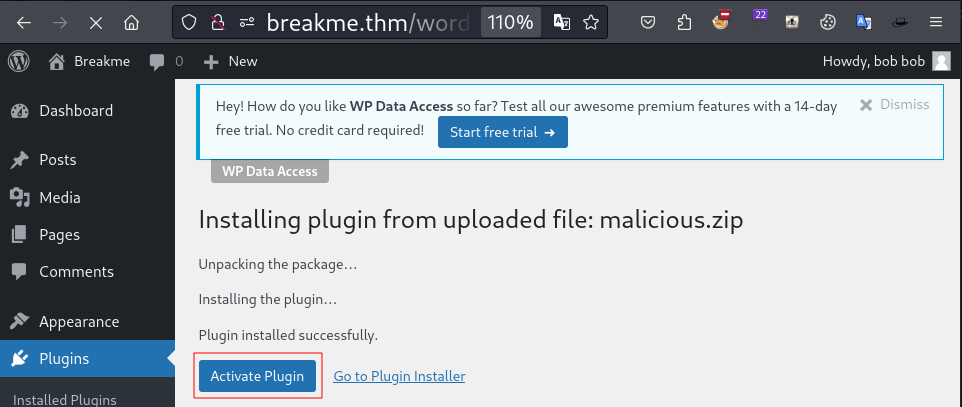 breakme.thm/word 110% 22
Breakme 0 New Howdy, bob bob
Dashboard
Posts
Media
Pages
Comments
Appearance
Plugins
Installed Plugins
Hey! How do you like WP Data Access so far? Test all our awesome premium features with a 14-day
free trial. No credit card required! Start free trial ➜
Dismiss
WP Data Access
Installing plugin from uploaded file: malicious.zip
Unpacking the package…
Installing the plugin…
Plugin installed successfully.
Activate Plugin Go to Plugin Installer